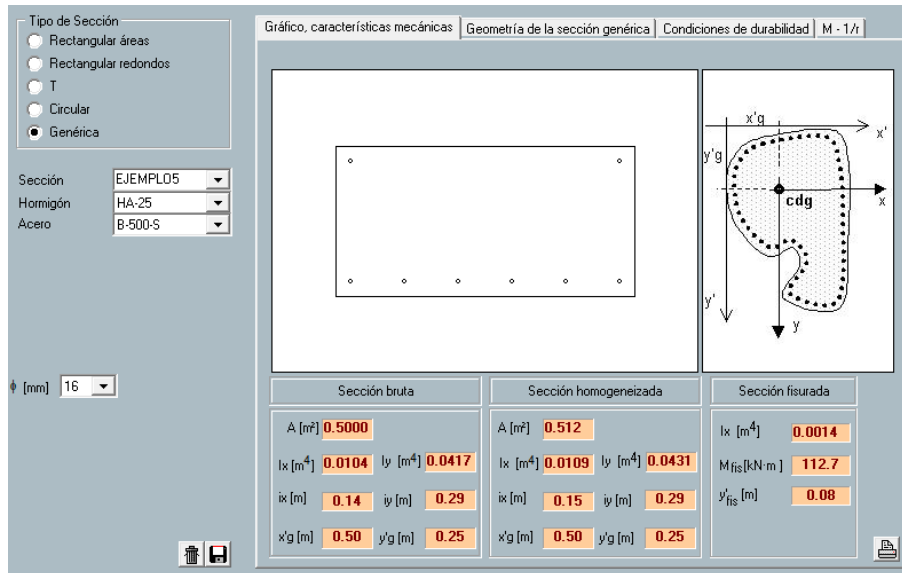 Tipo de Sección
Rectangular áreas
Rectangular redondos
T
Circular
Genérica
Sección EJEMPLO5
Hormigón HA-25
Acero B-500-S
ϕ [mm] 16
Gráfico, características mecánicas Geometría de la sección genérica Condiciones de durabilidad M - 1/r
x'g
x'
y'g
cdg
x
y'
y
Sección bruta
A [m²] 0.5000
Ix [m⁴] 0.0104 Iy [m⁴] 0.0417
ix [m] 0.14 iy [m] 0.29
x'g [m] 0.50 y'g [m] 0.25
Sección homogeneizada
A [m²] 0.512
Ix [m⁴] 0.0109 Iy [m⁴] 0.0431
ix [m] 0.15 iy [m] 0.29
x'g [m] 0.50 y'g [m] 0.25
Sección fisurada
Ix [m⁴] 0.0014
Mfis[kN·m] 112.7
y'fis [m] 0.08